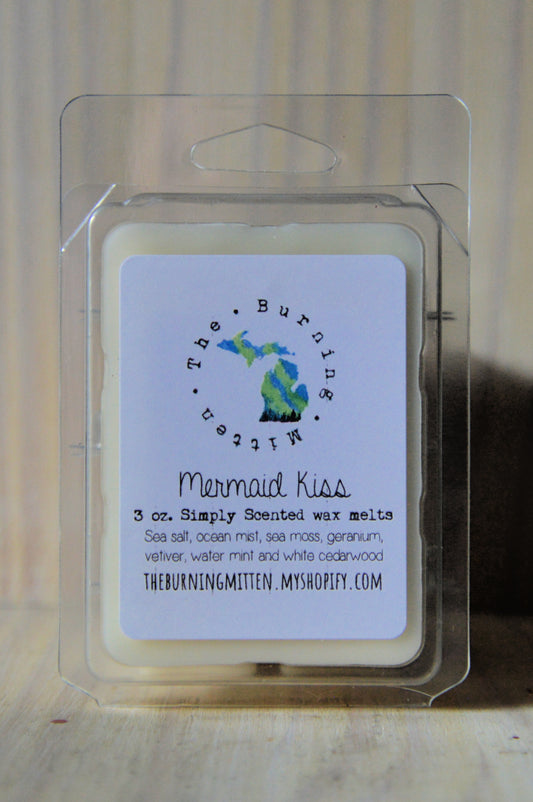 The • Burning • Mitten •
Mermaid Kiss
3 oz. Simply Scented wax melts
Sea salt, ocean mist, sea moss, geranium,
vetiver, water mint and white cedarwood
THEBURNINGMITTEN.MYSHOPIFY.COM